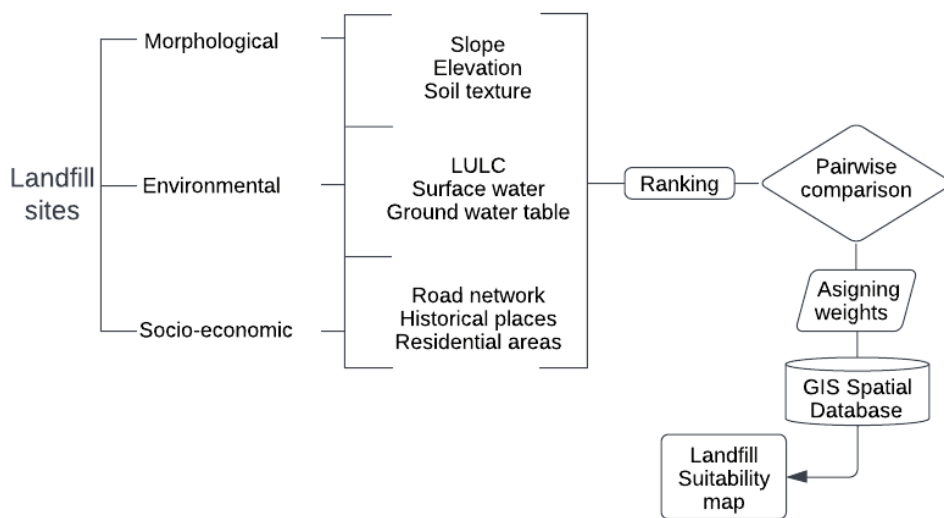 Landfill
sites
Morphological
Environmental
Socio-economic
Slope
Elevation
Soil texture
LULC
Surface water
Ground water table
Road network
Historical places
Residential areas
Ranking
Pairwise
comparison
Asigning
weights
GIS Spatial
Database
Landfill
Suitability
map